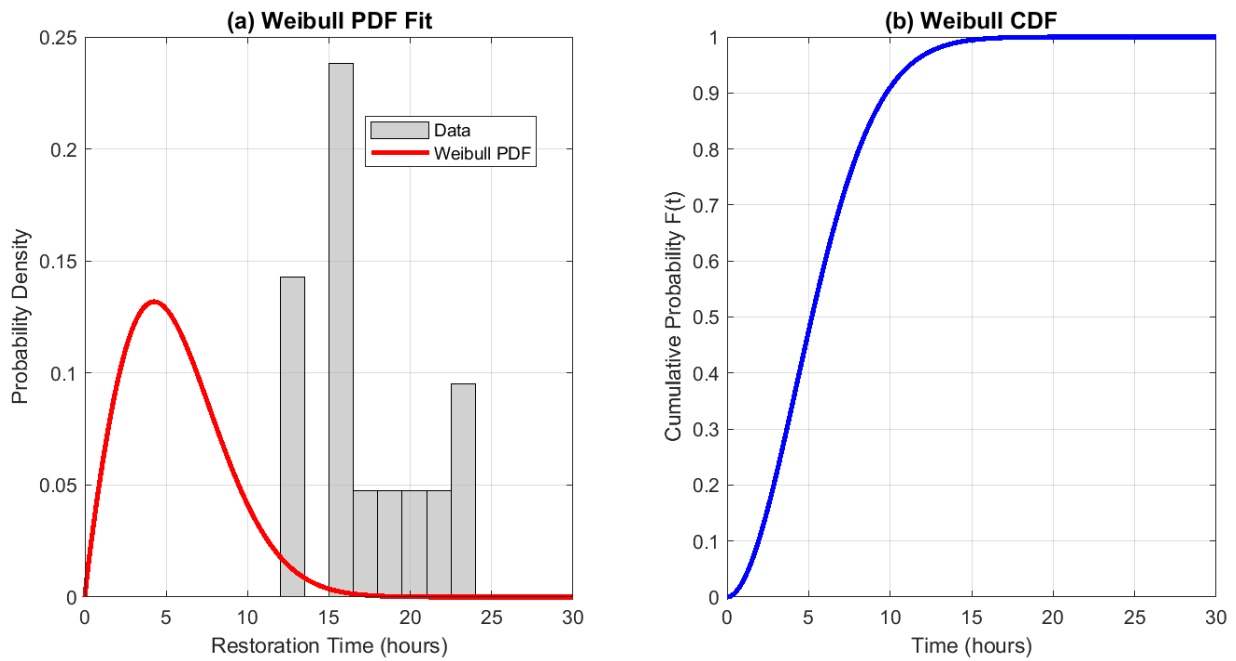 (a) Weibull PDF Fit
0.25
0.2
0.15
0.1
0.05
0
Probability Density
Data
Weibull PDF
0 5 10 15 20 25 30
Restoration Time (hours)
(b) Weibull CDF
1
0.9
0.8
0.7
0.6
0.5
0.4
0.3
0.2
0.1
0
Cumulative Probability F(t)
0 5 10 15 20 25 30
Time (hours)